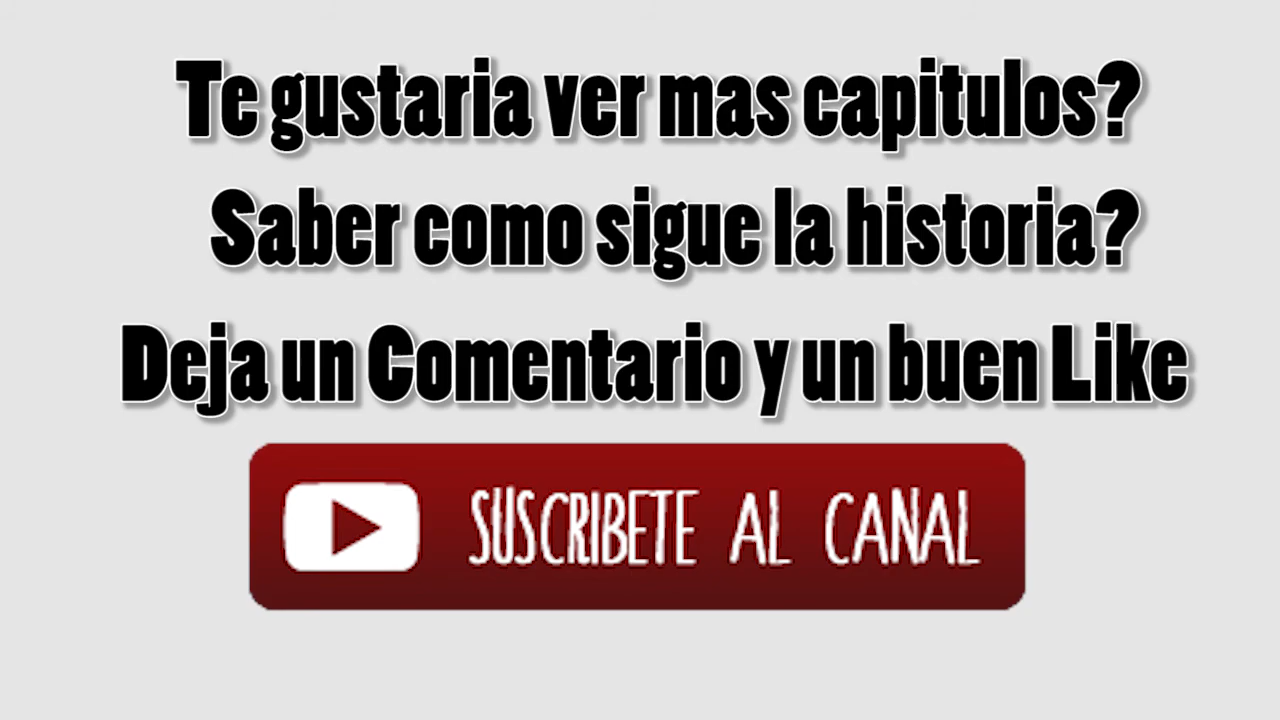 Te gustaria ver mas capitulos?
Saber como sigue la historia?
Deja un Comentario y un buen Like
SUSCRIBETE AL CANAL